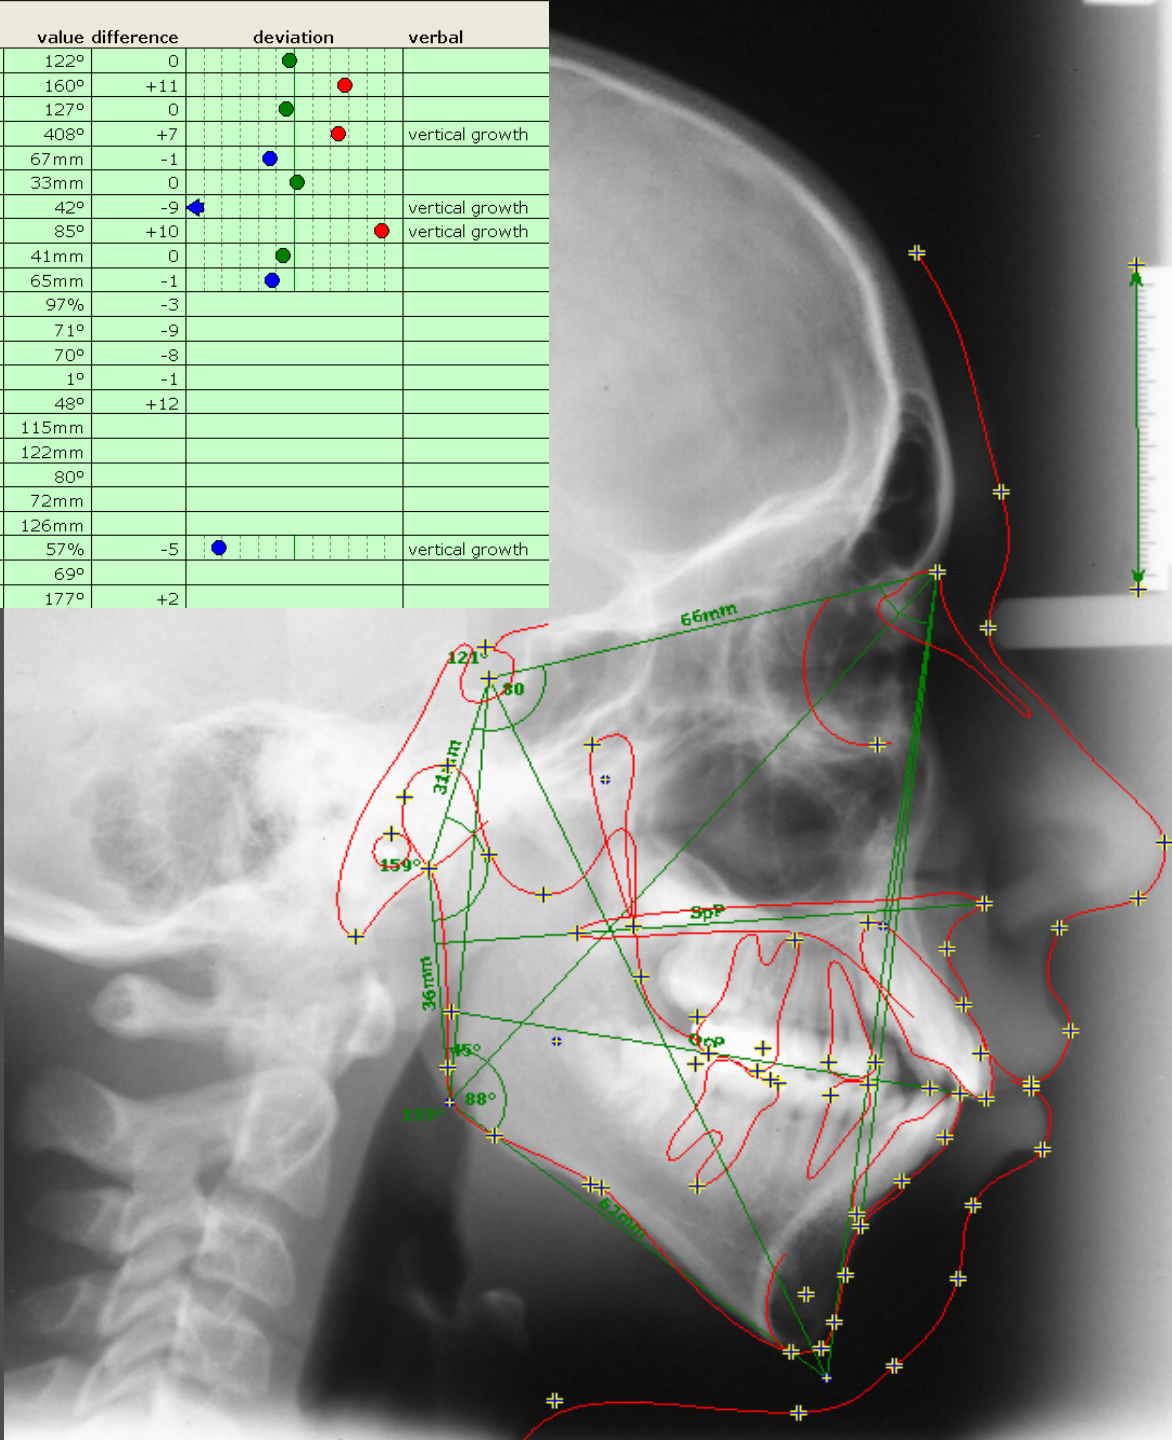 value difference deviation verbal
122° 0
160° +11
127° 0
408° +7 vertical growth
67mm -1
33mm 0
42° -9 vertical growth
85° +10 vertical growth
41mm 0
65mm -1
97% -3
71° -9
70° -8
1° -1
48° +12
115mm
122mm
80°
72mm
126mm
57% -5 vertical growth
69°
177° +2
66mm
121°
80
159°
SpP
36mm
OcP
45°
88°
62mm